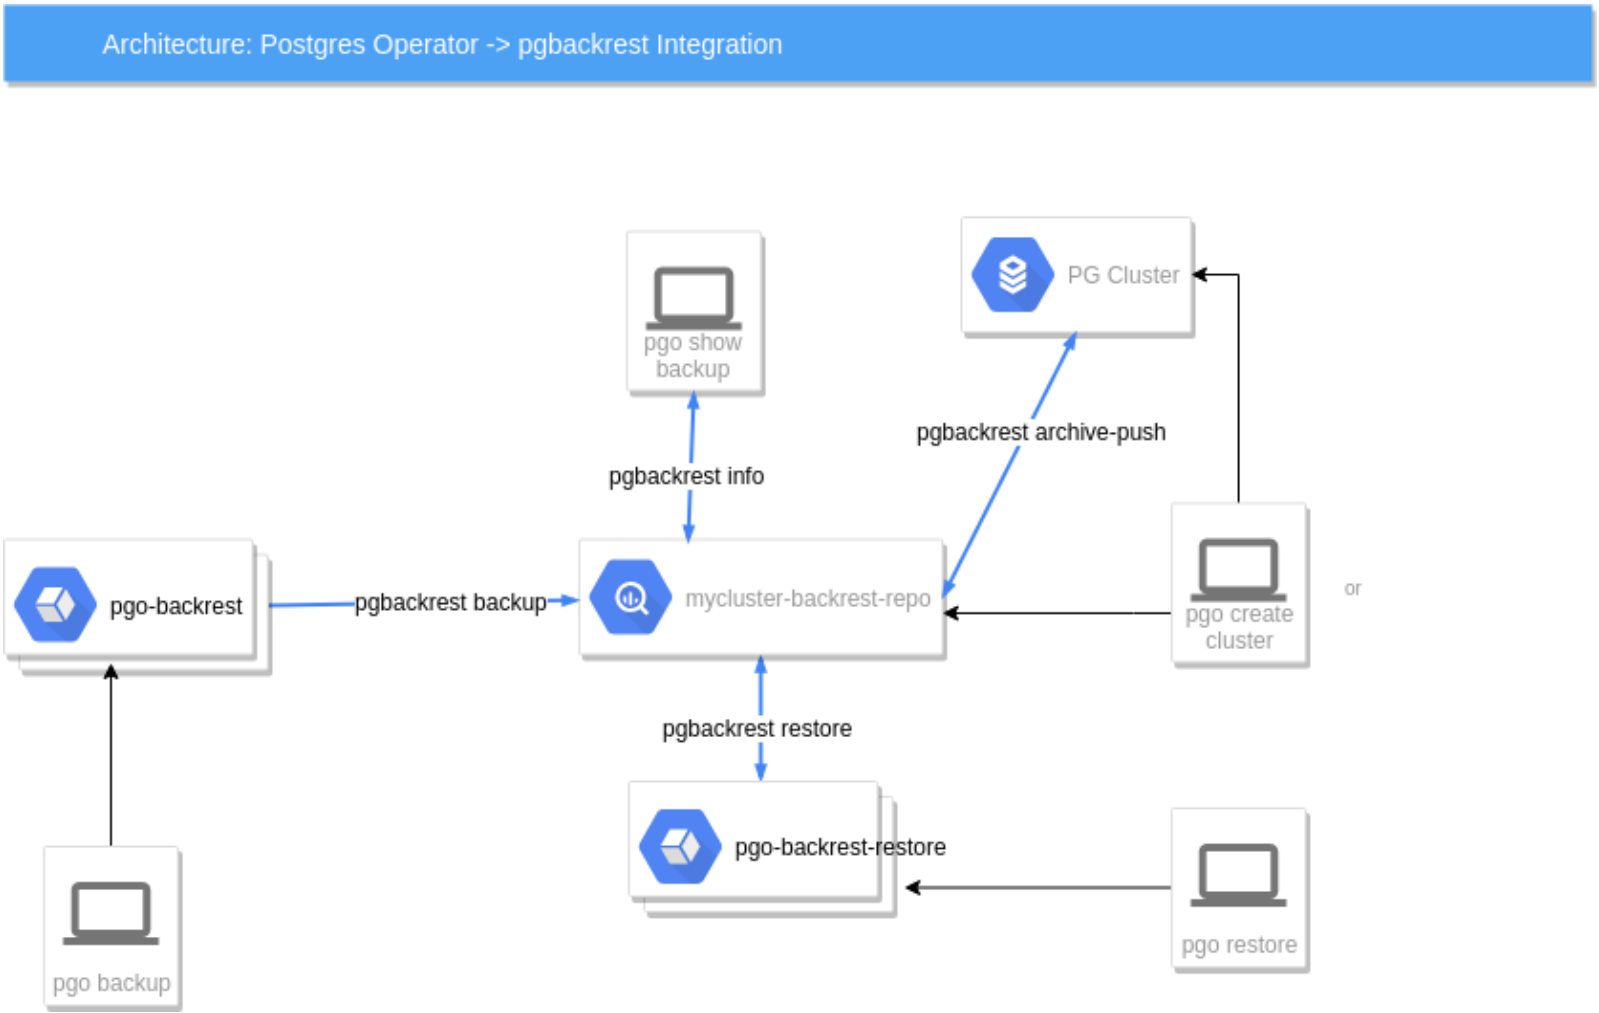 Architecture: Postgres Operator -> pgbackrest Integration
PG Cluster
pgo show
backup
pgbackrest archive-push
pgbackrest info
pgo-backrest
pgbackrest backup
mycluster-backrest-repo
or
pgo create
cluster
pgbackrest restore
pgo-backrest-restore
pgo restore
pgo backup